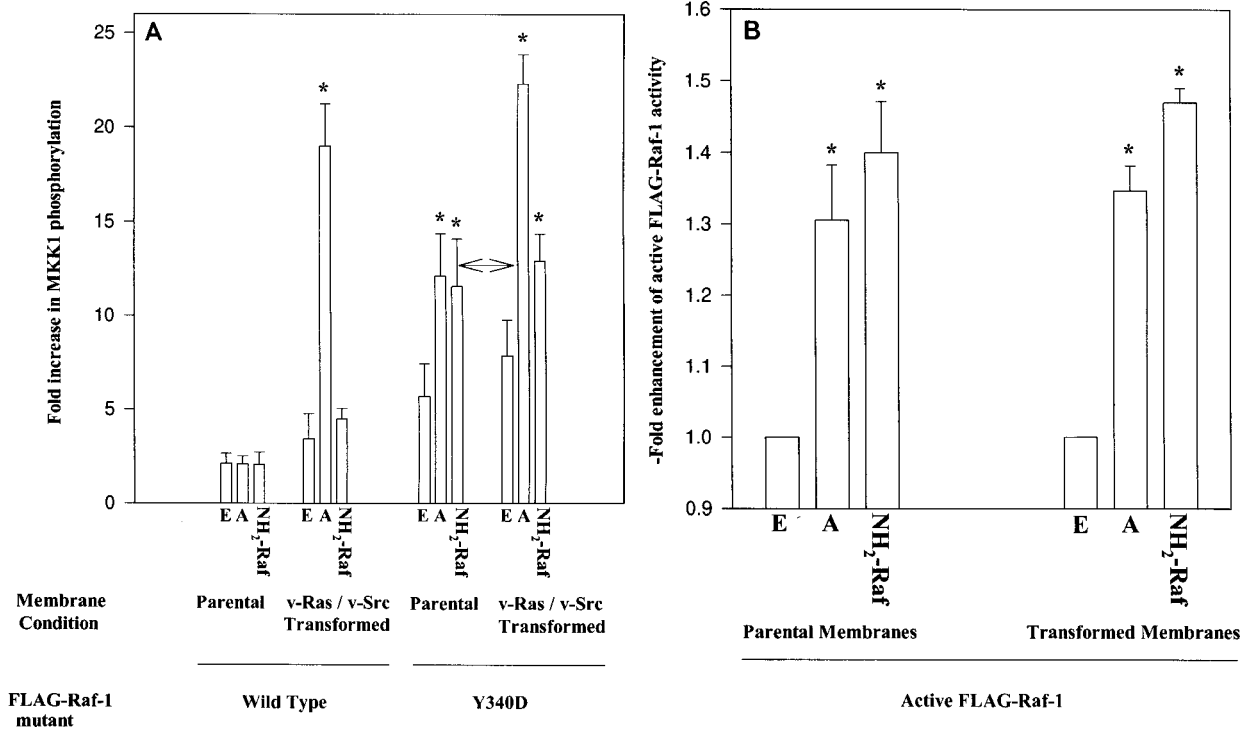 A
Fold increase in MKK1 phosphorylation
25
20
15
10
5
0
* * * * *
E A NH2-Raf E A NH2-Raf E A NH2-Raf E A NH2-Raf
Membrane Condition
Parental
v-Ras / v-Src Transformed
Parental
v-Ras / v-Src Transformed
FLAG-Raf-1 mutant
Wild Type
Y340D
B
-Fold enhancement of active FLAG-Raf-1 activity
1.6
1.5
1.4
1.3
1.2
1.1
1.0
0.9
* * * *
E A NH2-Raf E A NH2-Raf
Parental Membranes
Transformed Membranes
Active FLAG-Raf-1